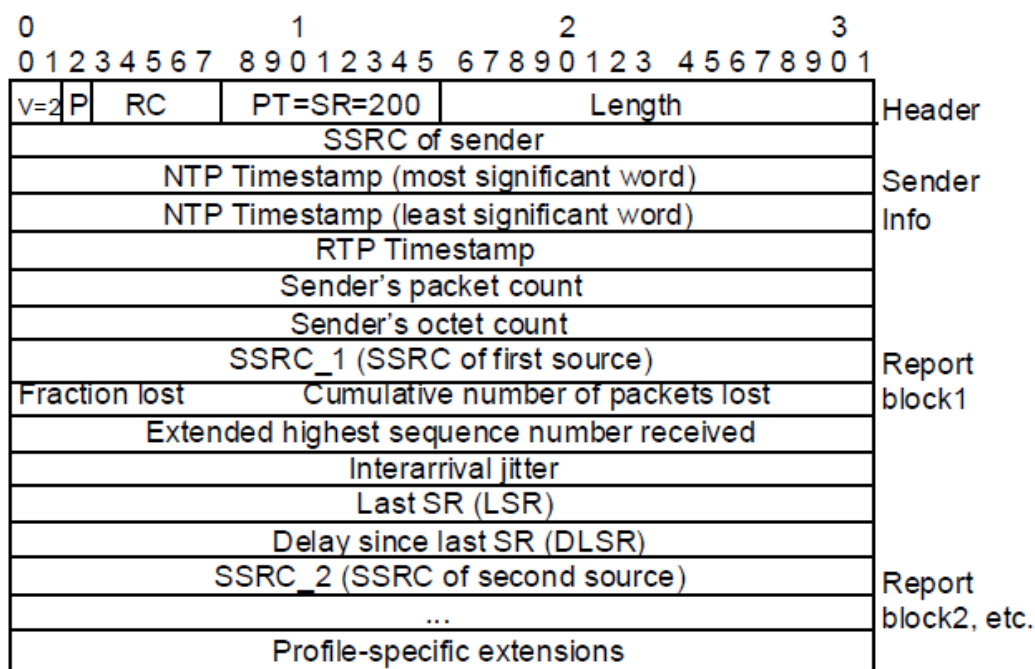 0 1 2 3
0 1 2 3 4 5 6 7 8 9 0 1 2 3 4 5 6 7 8 9 0 1 2 3 4 5 6 7 8 9 0 1
V=2 P RC PT=SR=200 Length Header
SSRC of sender
NTP Timestamp (most significant word) Sender
NTP Timestamp (least significant word) Info
RTP Timestamp
Sender's packet count
Sender's octet count
SSRC_1 (SSRC of first source) Report
Fraction lost Cumulative number of packets lost block1
Extended highest sequence number received
Interarrival jitter
Last SR (LSR)
Delay since last SR (DLSR)
SSRC_2 (SSRC of second source) Report
... block2, etc.
Profile-specific extensions